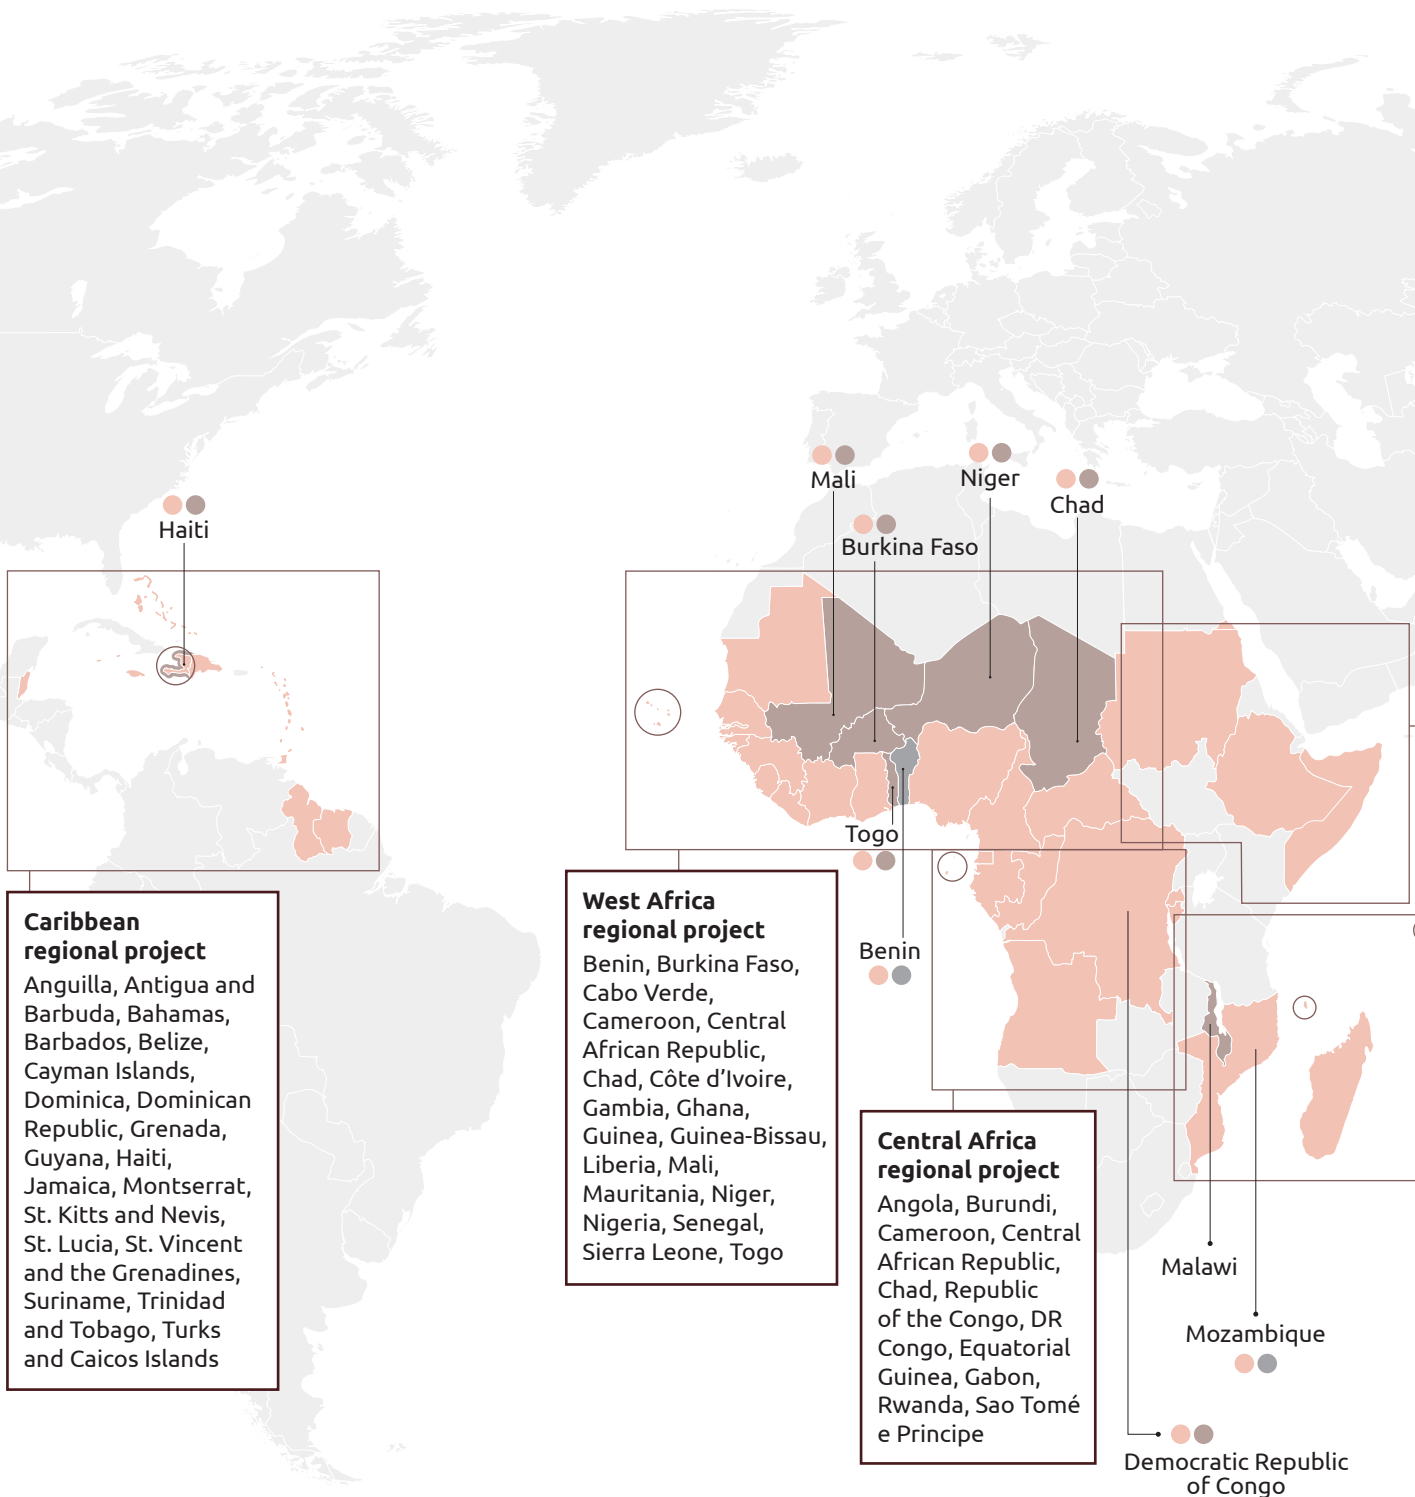 Mali
Niger
Chad
Haiti
Burkina Faso
Togo
Benin
Caribbean
regional project
Anguilla, Antigua and
Barbuda, Bahamas,
Barbados, Belize,
Cayman Islands,
Dominica, Dominican
Republic, Grenada,
Guyana, Haiti,
Jamaica, Montserrat,
St. Kitts and Nevis,
St. Lucia, St. Vincent
and the Grenadines,
Suriname, Trinidad
and Tobago, Turks
and Caicos Islands
West Africa
regional project
Benin, Burkina Faso,
Cabo Verde,
Cameroon, Central
African Republic,
Chad, Côte d’Ivoire,
Gambia, Ghana,
Guinea, Guinea-Bissau,
Liberia, Mali,
Mauritania, Niger,
Nigeria, Senegal,
Sierra Leone, Togo
Central Africa
regional project
Angola, Burundi,
Cameroon, Central
African Republic,
Chad, Republic
of the Congo, DR
Congo, Equatorial
Guinea, Gabon,
Rwanda, Sao Tomé
e Principe
Malawi
Mozambique
Democratic Republic
of Congo